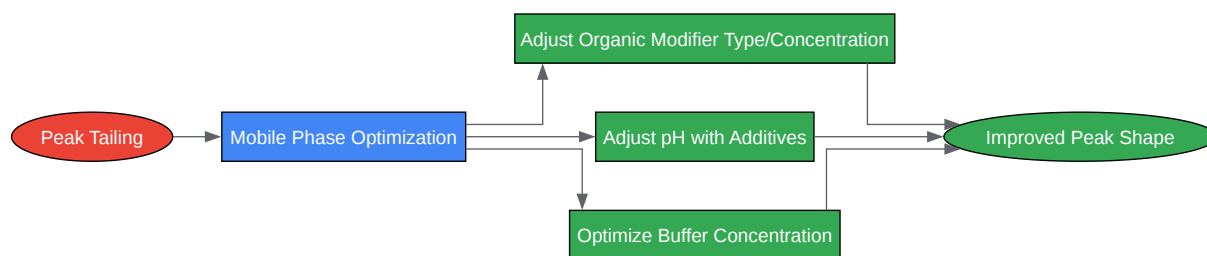 Peak Tailing
Mobile Phase Optimization
Adjust Organic Modifier Type/Concentration
Adjust pH with Additives
Optimize Buffer Concentration
Improved Peak Shape